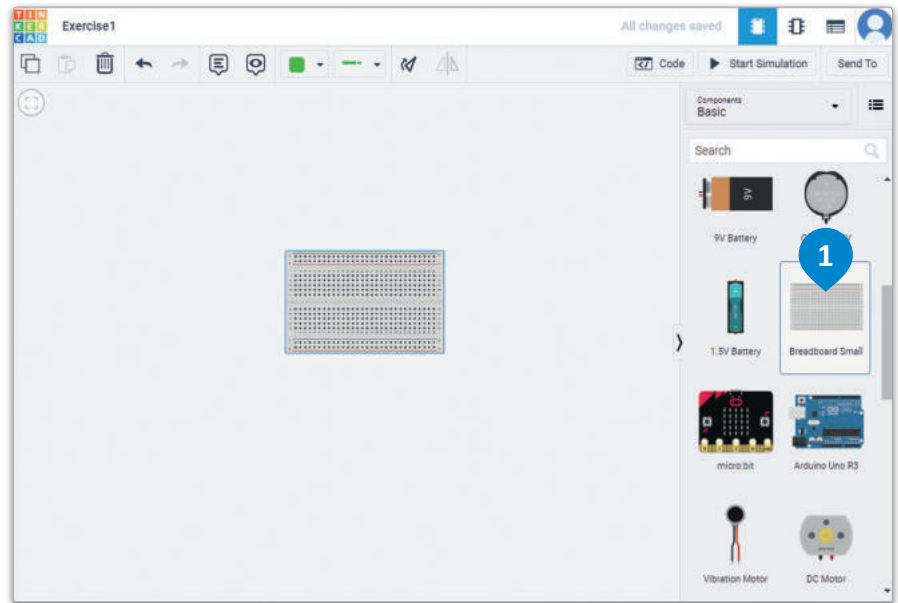 TIN
KER
CAD
Exercise1
All changes saved
Code
Start Simulation
Send To
Components
Basic
Search
9V
9V Battery
1
1.5V Battery
Breadboard Small
micro:bit
Arduino Uno R3
Vibration Motor
DC Motor